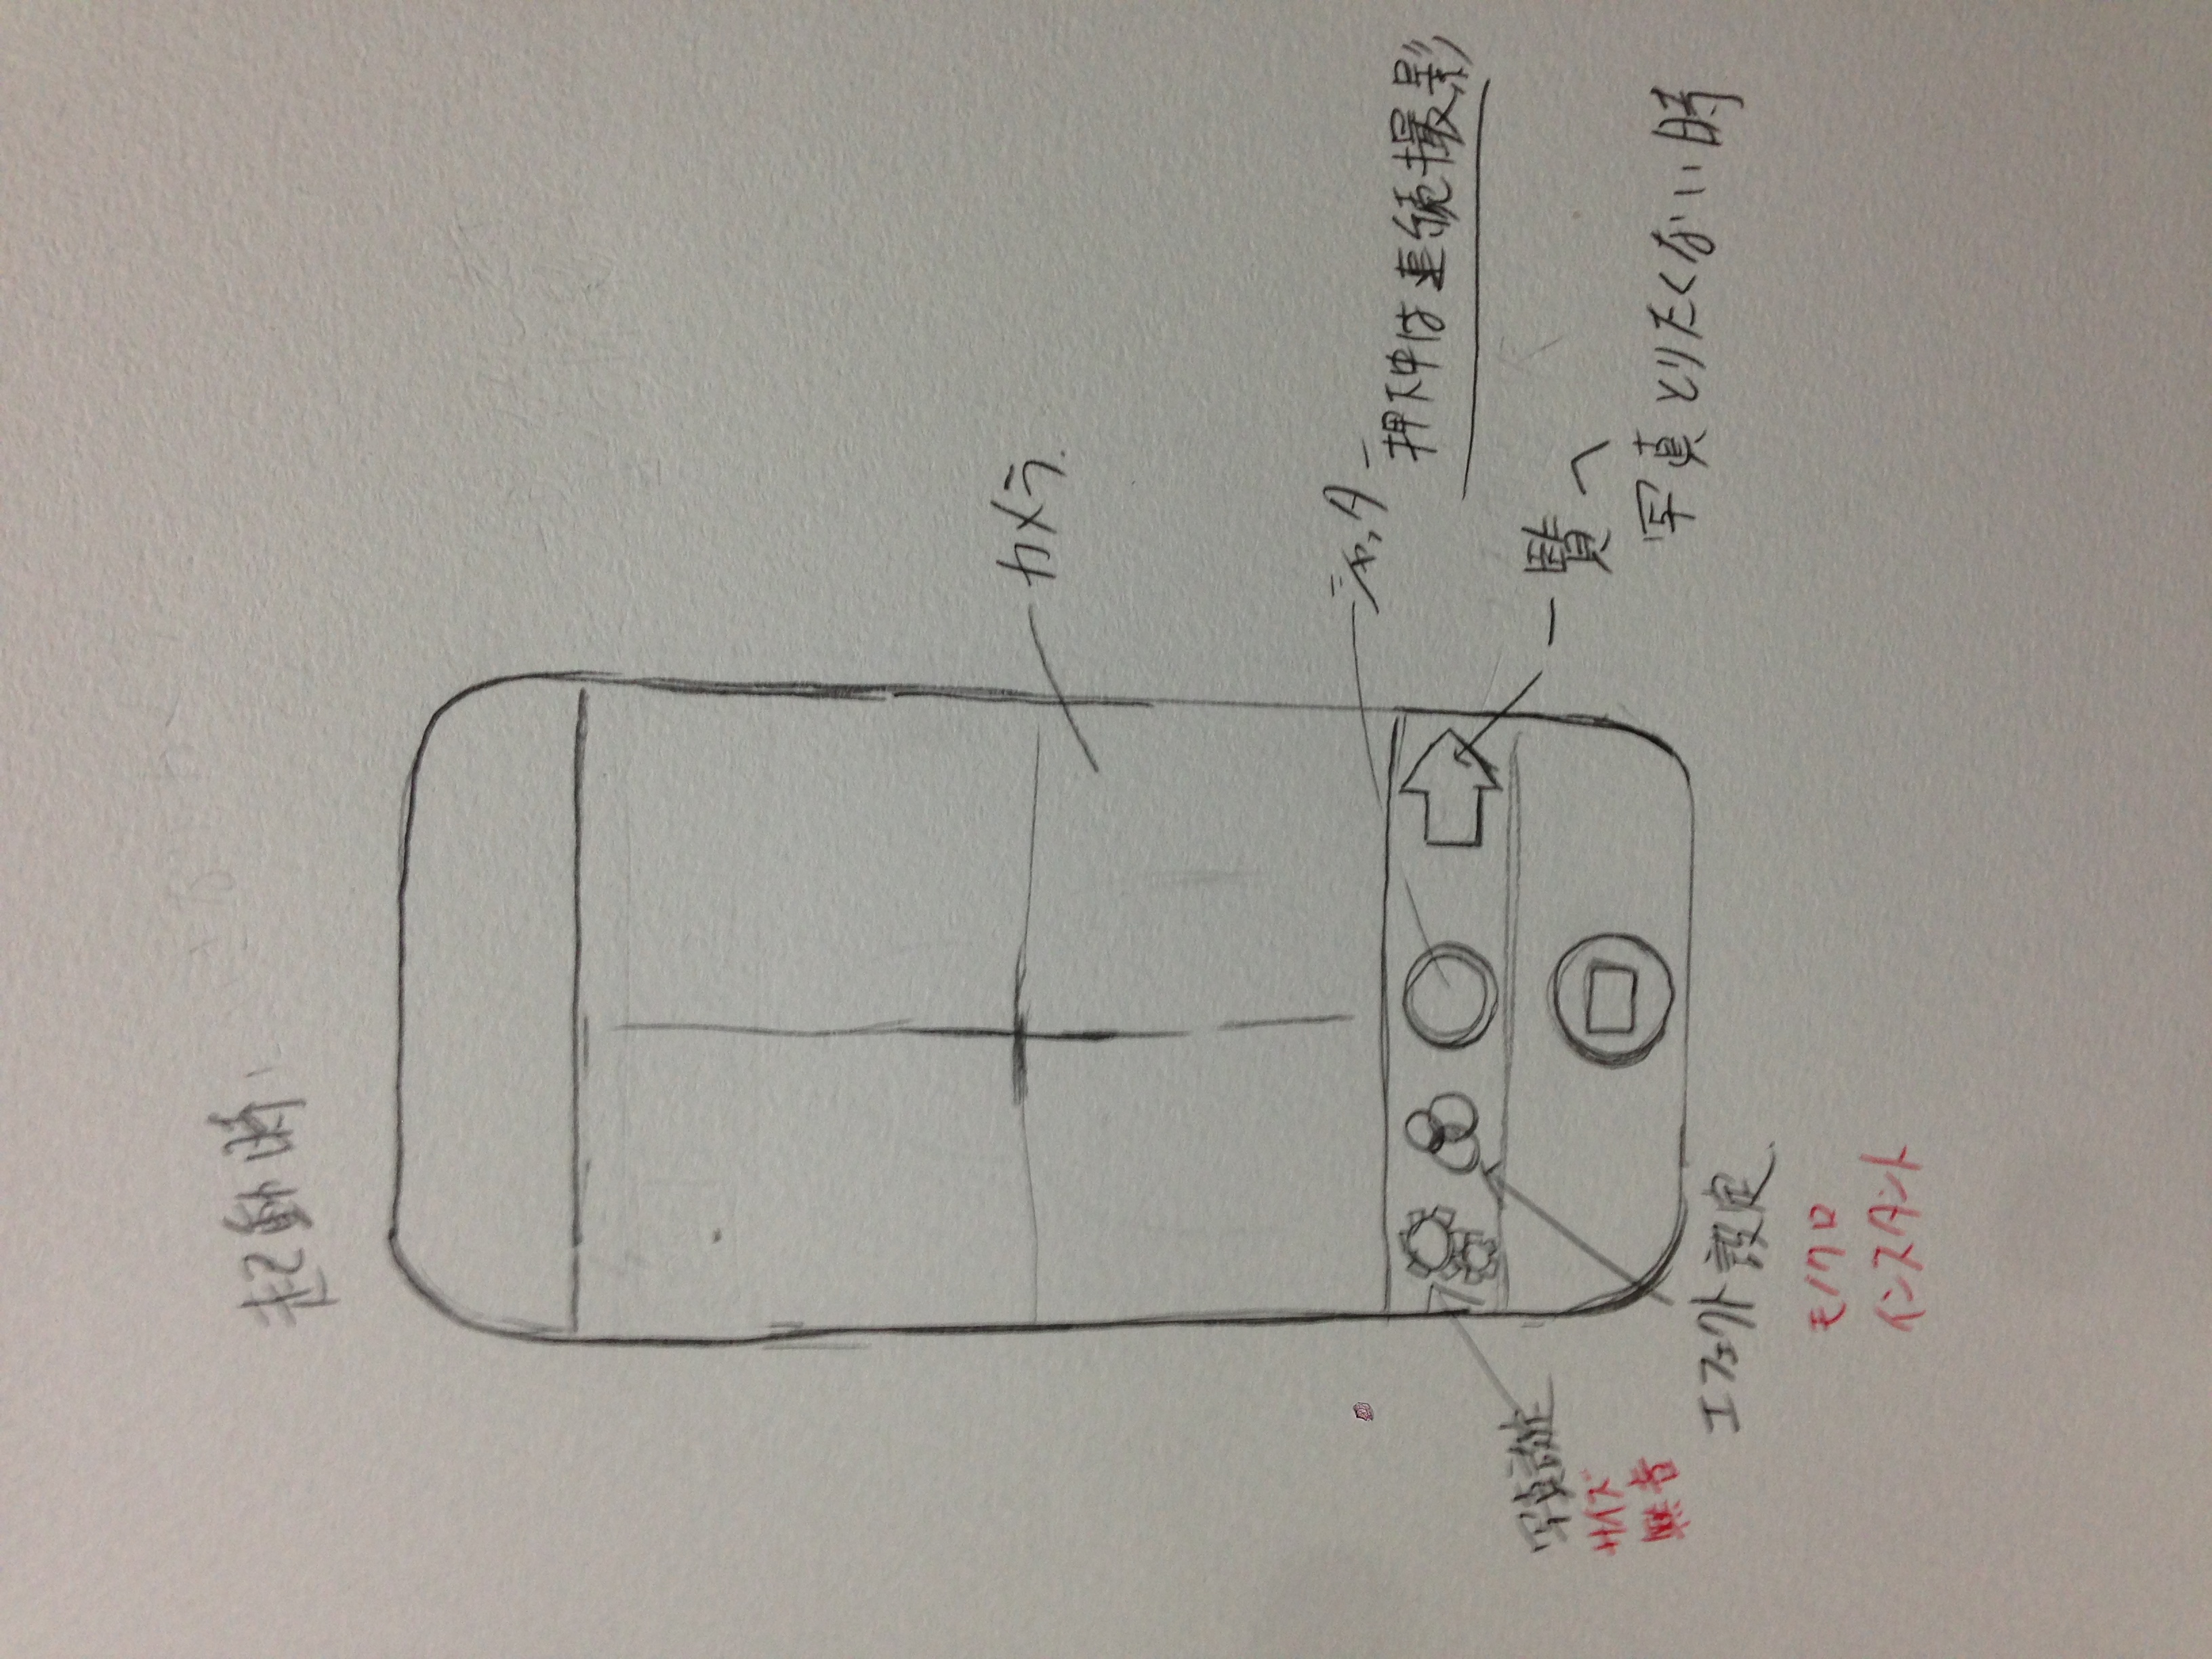 起動時
カメラ
シャッター
押下中は連続撮影
一覧へ
写真とりたくない時
写真設定
サイズ
無音
エフェクト設定
モノクロ
インスタント